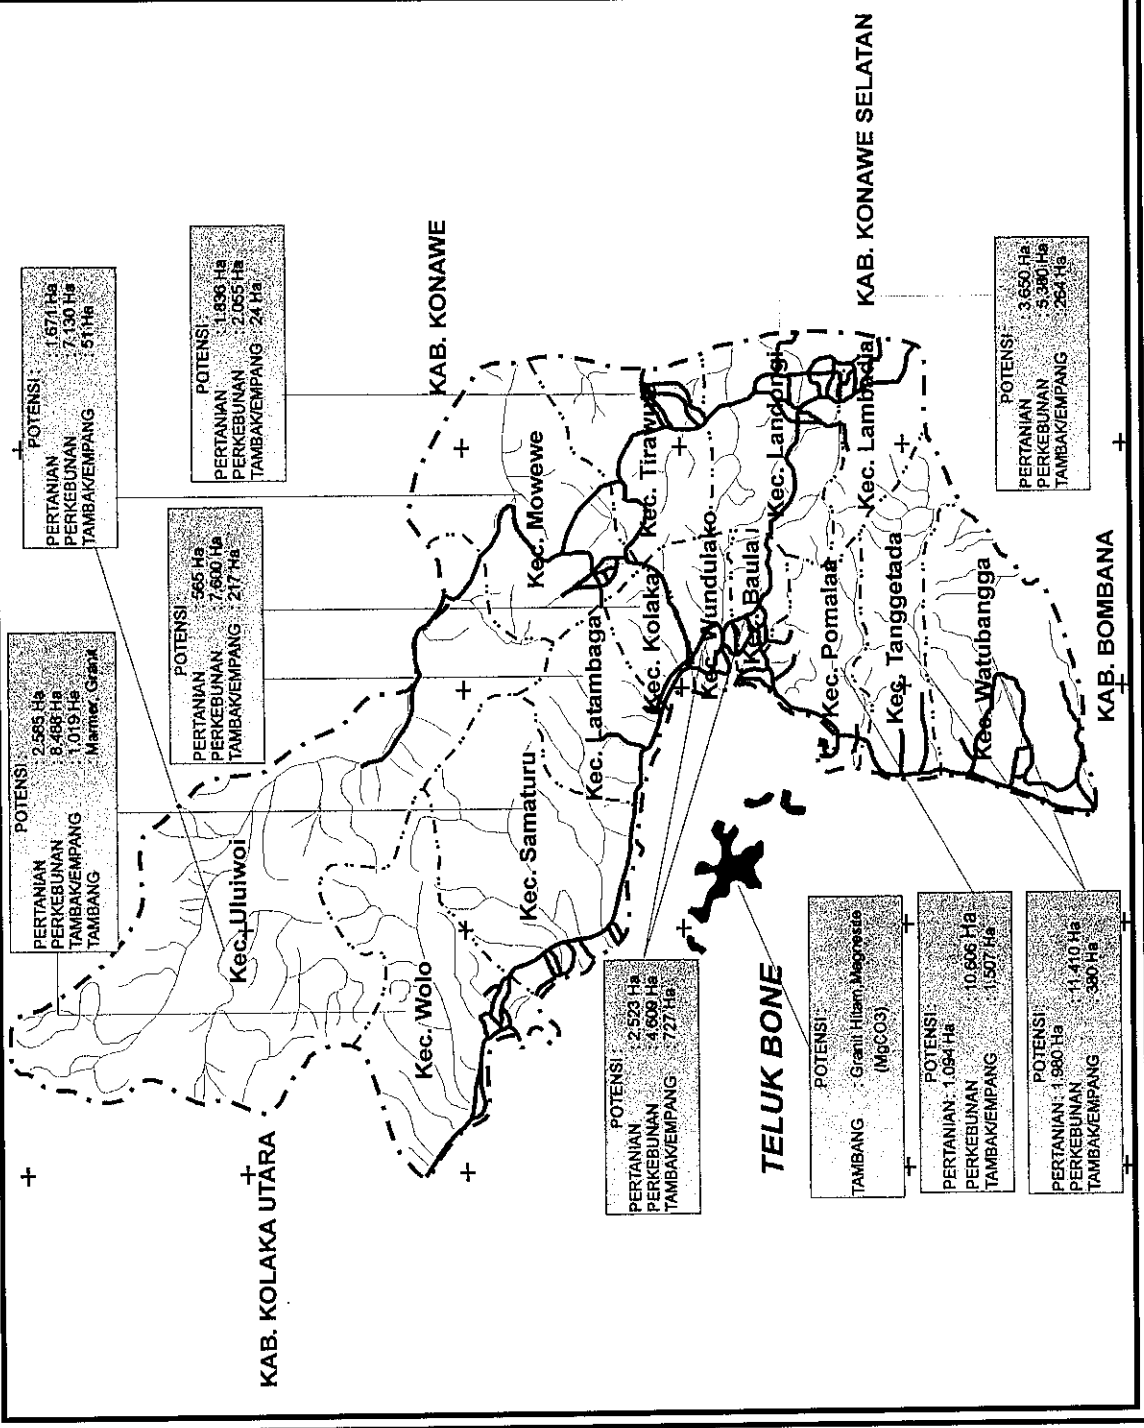 KAB. KOLAKA UTARA
KAB. KONAWE
KAB. KONAWE SELATAN
KAB. BOMBANA
TELUK BONE
Kec. Uluiwoi
Kec. Wolo
Kec. Samaturu
Kec. Latambaga
Kec. Kolaka
Kec. Mowewe
Kec. Tirawuta
Kec. Wundulako
Kec. Baula
Kec. Landongi
Kec. Lambadia
Kec. Pomalaa
Kec. Tanggetada
Kec. Watubangga
POTENSI :
PERTANIAN : 2.585 Ha
PERKEBUNAN : 8.488 Ha
TAMBAK/EMPANG : 1.019 Ha
TAMBANG : Marmer, Granit
POTENSI :
PERTANIAN : 565 Ha
PERKEBUNAN : 7.600 Ha
TAMBAK/EMPANG : 217 Ha
POTENSI :
PERTANIAN : 1.671 Ha
PERKEBUNAN : 7.130 Ha
TAMBAK/EMPANG : 51 Ha
POTENSI :
PERTANIAN : 1.836 Ha
PERKEBUNAN : 2.055 Ha
TAMBAK/EMPANG : 24 Ha
POTENSI :
PERTANIAN : 2.523 Ha
PERKEBUNAN : 4.609 Ha
TAMBAK/EMPANG : 727 Ha
POTENSI :
TAMBANG : Granit Hitam, Magnesite
(MgCO3)
POTENSI :
PERTANIAN : 1.094 Ha
PERKEBUNAN : 10.606 Ha
TAMBAK/EMPANG : 1.507 Ha
POTENSI :
PERTANIAN : 1.980 Ha
PERKEBUNAN : 11.410 Ha
TAMBAK/EMPANG : 380 Ha
POTENSI :
PERTANIAN : 3.650 Ha
PERKEBUNAN : 5.380 Ha
TAMBAK/EMPANG : 264 Ha